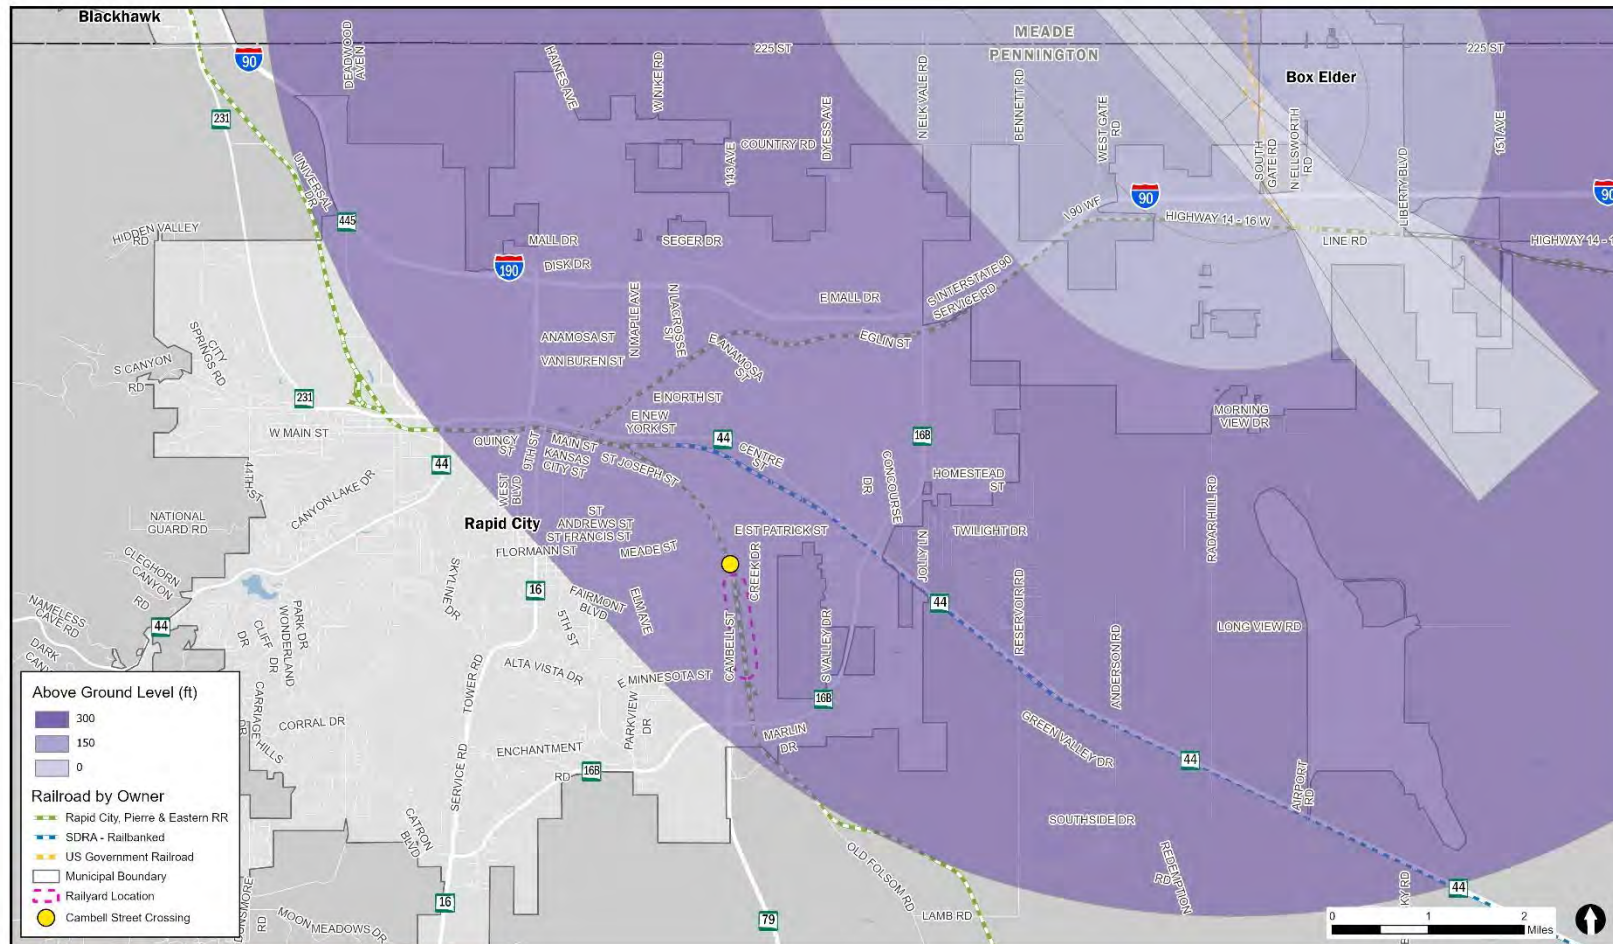 Blackhawk
MEADE
PENNINGTON
225 ST
225 ST
90
DEADWOOD
AVEN
HAINES AVE
W NIKE RD
N ELK VALE RD
BENNETT RD
Box Elder
231
143 AVE
COUNTRY RD
DYESS AVE
WEST GATE
RD
SOUTH
GATE RD
N ELLSWORTH
RD
LIBERTY BLVD
151 AVE
UNIVERSAL
DR
445
I 90 WF
90
90
HIGHWAY 14 - 16 W
LINE RD
HIGHWAY 14 - 1
HIDDEN VALLEY
RD
MALL DR
SEGER DR
190
DISK DR
S INTERSTATE 90
SERVICE RD
E MALL DR
N MAPLE AVE
N LACROSSE
ST
CITY
SPRINGS RD
ANAMOSA ST
E ANAMOSA
ST
EGLIN ST
VAN BUREN ST
S CANYON
RD
231
E NORTH ST
E NEW
YORK ST
MORNING
VIEW DR
W MAIN ST
QUINCY
ST
9TH ST
MAIN ST
KANSAS
CITY ST
ST JOSEPH ST
44
CENTRE
ST
16B
44
44TH ST
CANYON LAKE DR
WEST
BLVD
CONCOURSE
DR
HOMESTEAD
ST
RADAR HILL RD
NATIONAL
GUARD RD
Rapid City
ST
ANDREWS ST
ST FRANCIS ST
E ST PATRICK ST
TWILIGHT DR
FLORMANN ST
MEADE ST
CLEGHORN
CANYON
RD
SKYLINE DR
16
FAIRMONT
BLVD
ELM AVE
CREEK DR
JOLLY LN
RESERVOIR RD
NAMELESS
CAVE RD
44
DARK
CANY
PARK DR
WONDERLAND
CLIFF
DR
DR
5TH ST
CAMBELL ST
S VALLEY DR
44
ANDERSON RD
LONG VIEW RD
TOWER RD
ALTA VISTA DR
E MINNESOTA ST
16B
CARRIAGE
HILLS
DR
CORRAL DR
PARKVIEW
DR
MARLIN
DR
GREEN VALLEY DR
ENCHANTMENT
RD
16B
SERVICE RD
44
AIRPORT
RD
CATRON
BLVD
SOUTHSIDE DR
OLD FOLSOM RD
REDEMPTION
RD
16
79
LAMB RD
44
RD
MOON
MEADOWS DR
Above Ground Level (ft)
300
150
0
Railroad by Owner
Rapid City, Pierre & Eastern RR
SDRA - Railbanked
US Government Railroad
Municipal Boundary
Railyard Location
Cambell Street Crossing
0 1 2
Miles